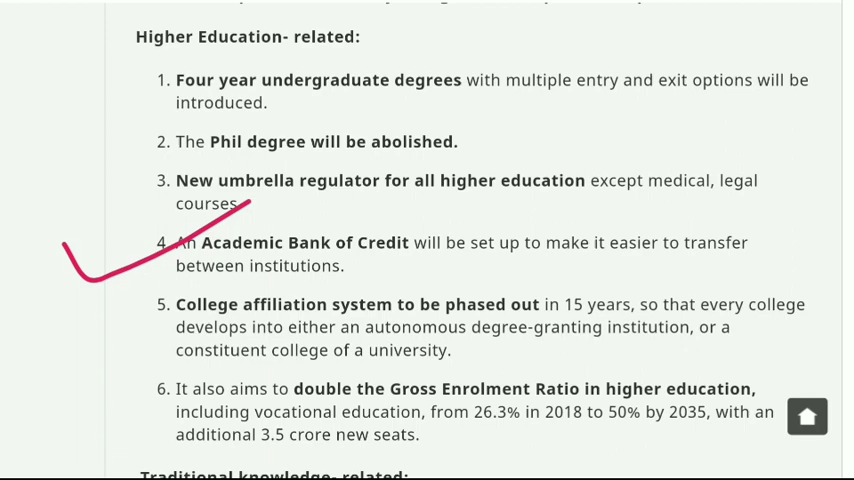 Higher Education- related:
1. Four year undergraduate degrees with multiple entry and exit options will be
introduced.
2. The Phil degree will be abolished.
3. New umbrella regulator for all higher education except medical, legal
courses.
4. An Academic Bank of Credit will be set up to make it easier to transfer
between institutions.
5. College affiliation system to be phased out in 15 years, so that every college
develops into either an autonomous degree-granting institution, or a
constituent college of a university.
6. It also aims to double the Gross Enrolment Ratio in higher education,
including vocational education, from 26.3% in 2018 to 50% by 2035, with an
additional 3.5 crore new seats.
Traditional knowledge- related: